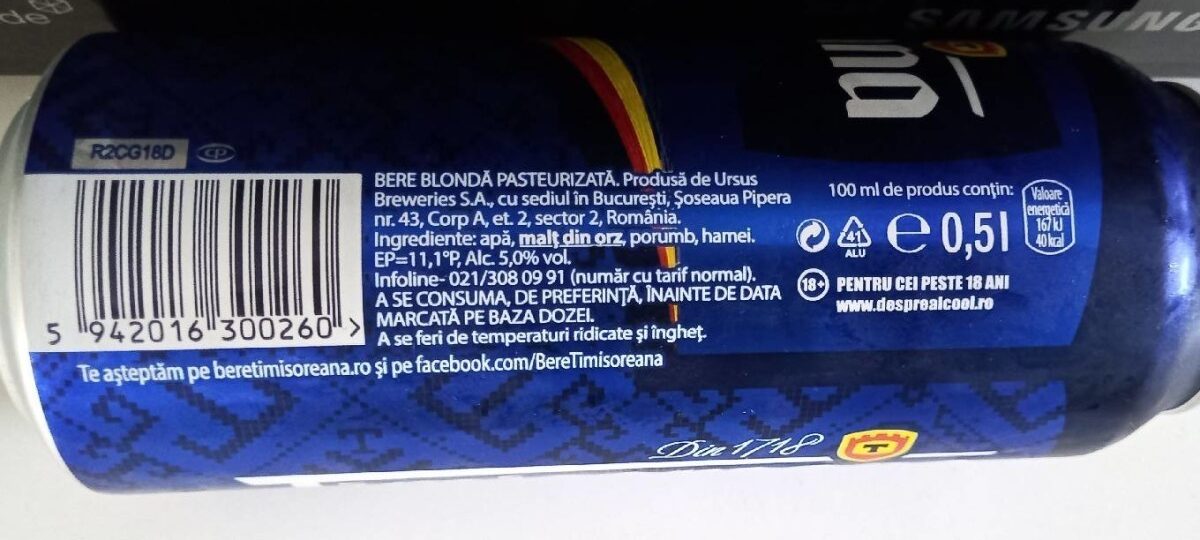 de
SAMSUNG
na
T
R2CG18D
CP
BERE BLONDĂ PASTEURIZATĂ. Produsă de Ursus
Breweries S.A., cu sediul în București, Șoseaua Pipera
nr. 43, Corp A, et. 2, sector 2, România.
Ingrediente: apă, malț din orz, porumb, hamei.
EP=11,1°P, Alc. 5,0% vol.
Infoline- 021/308 09 91 (număr cu tarif normal).
A SE CONSUMA, DE PREFERINȚĂ, ÎNAINTE DE DATA
MARCATĂ PE BAZA DOZEI.
A se feri de temperaturi ridicate și îngheț.
5 942016 300260 >
Te așteptăm pe beretimisoreana.ro și pe facebook.com/BereTimisoreana
100 ml de produs conțin:
Valoare
energetică
167 kJ
40 kcal
41
ALU
e 0,5l
18+ PENTRU CEI PESTE 18 ANI
www.desprealcool.ro
Din 1718
T